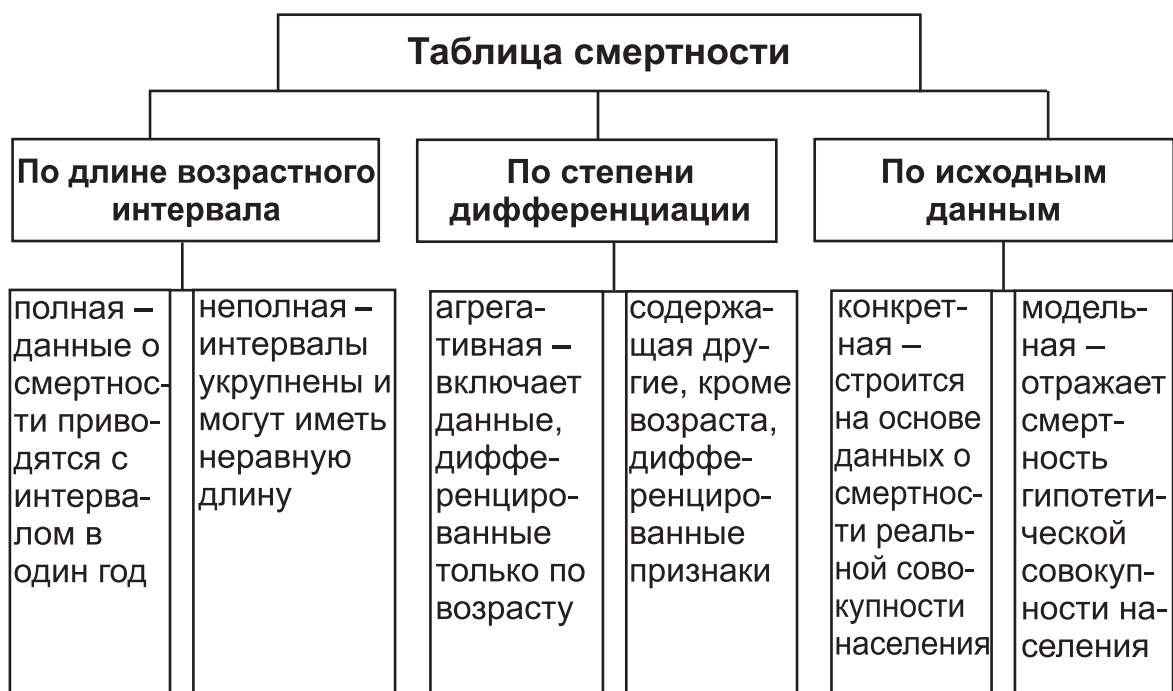 Таблица смертности
По длине возрастного
интервала
По степени
дифференциации
По исходным
данным
полная –
данные о
смертнос-
ти приво-
дятся с
интерва-
лом в
один год
неполная –
интервалы
укрупнены и
могут иметь
неравную
длину
агрега-
тивная –
включает
данные,
диффе-
ренциро-
ванные
только по
возрасту
содержа-
щая дру-
гие, кроме
возраста,
диффе-
ренциро-
ванные
признаки
конкрет-
ная –
строится
на основе
данных о
смертнос-
ти реаль-
ной сово-
купности
населения
модель-
ная –
отражает
смерт-
ность
гипотети-
ческой
совокуп-
ности на-
селения